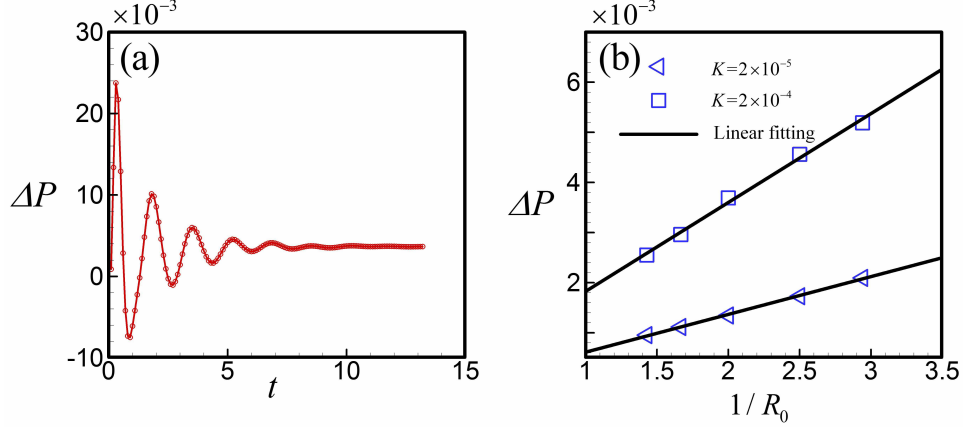 ×10⁻³
30
(a)
20
ΔP
10
0
-10
0
5
10
15
t
×10⁻³
(b)
K=2×10⁻⁵
K=2×10⁻⁴
Linear fitting
6
ΔP
4
2
1
1.5
2
2.5
3
3.5
1/R₀